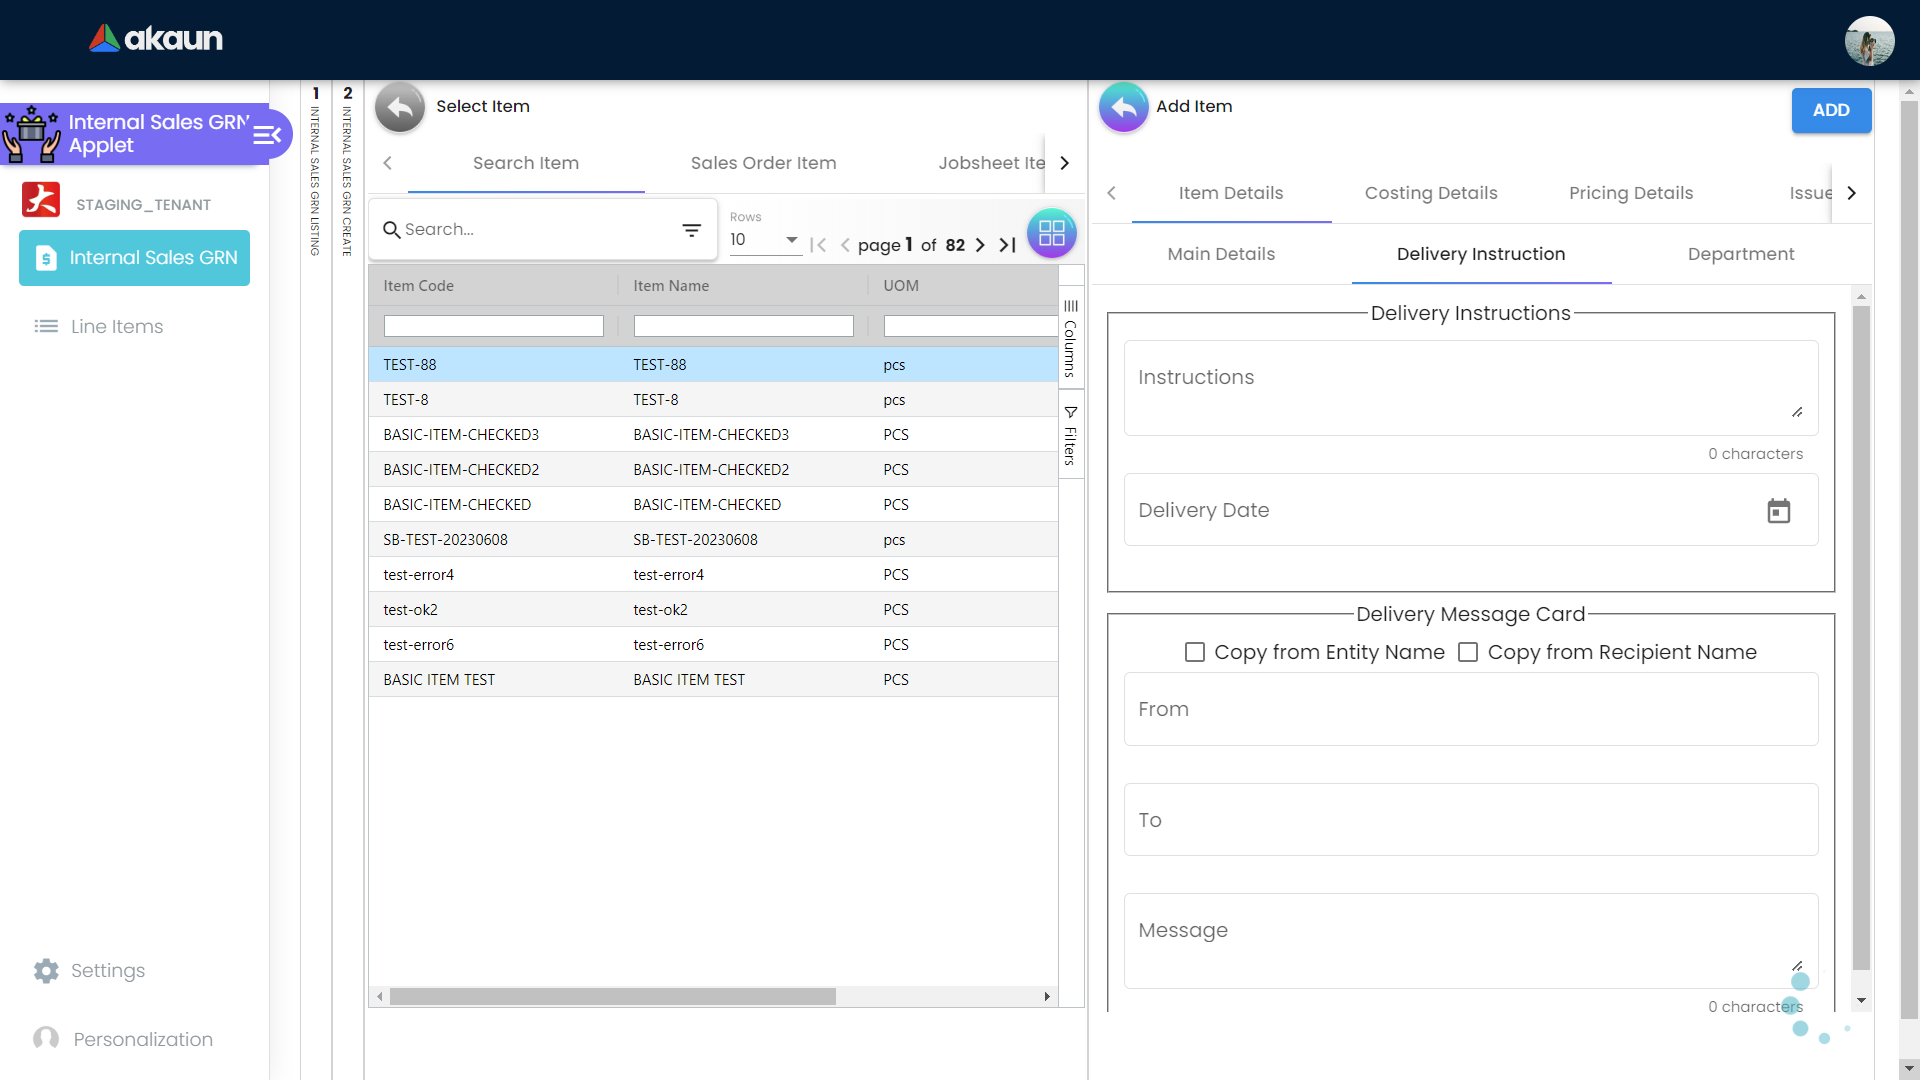 akaun
Internal Sales GRN
Applet
STAGING_TENANT
Internal Sales GRN
Line Items
Settings
Personalization
1
INTERNAL SALES GRN LISTING
2
INTERNAL SALES GRN CREATE
Select Item
Search Item
Sales Order Item
Jobsheet Ite
Search...
Rows
10
page 1 of 82
Item Code
Item Name
UOM
TEST-88 TEST-88 pcs
TEST-8 TEST-8 pcs
BASIC-ITEM-CHECKED3 BASIC-ITEM-CHECKED3 PCS
BASIC-ITEM-CHECKED2 BASIC-ITEM-CHECKED2 PCS
BASIC-ITEM-CHECKED BASIC-ITEM-CHECKED PCS
SB-TEST-20230608 SB-TEST-20230608 pcs
test-error4 test-error4 PCS
test-ok2 test-ok2 PCS
test-error6 test-error6 PCS
BASIC ITEM TEST BASIC ITEM TEST PCS
Columns
Filters
Add Item
ADD
Item Details
Costing Details
Pricing Details
Issue
Main Details
Delivery Instruction
Department
Delivery Instructions
Instructions
0 characters
Delivery Date
Delivery Message Card
Copy from Entity Name
Copy from Recipient Name
From
To
Message
0 characters